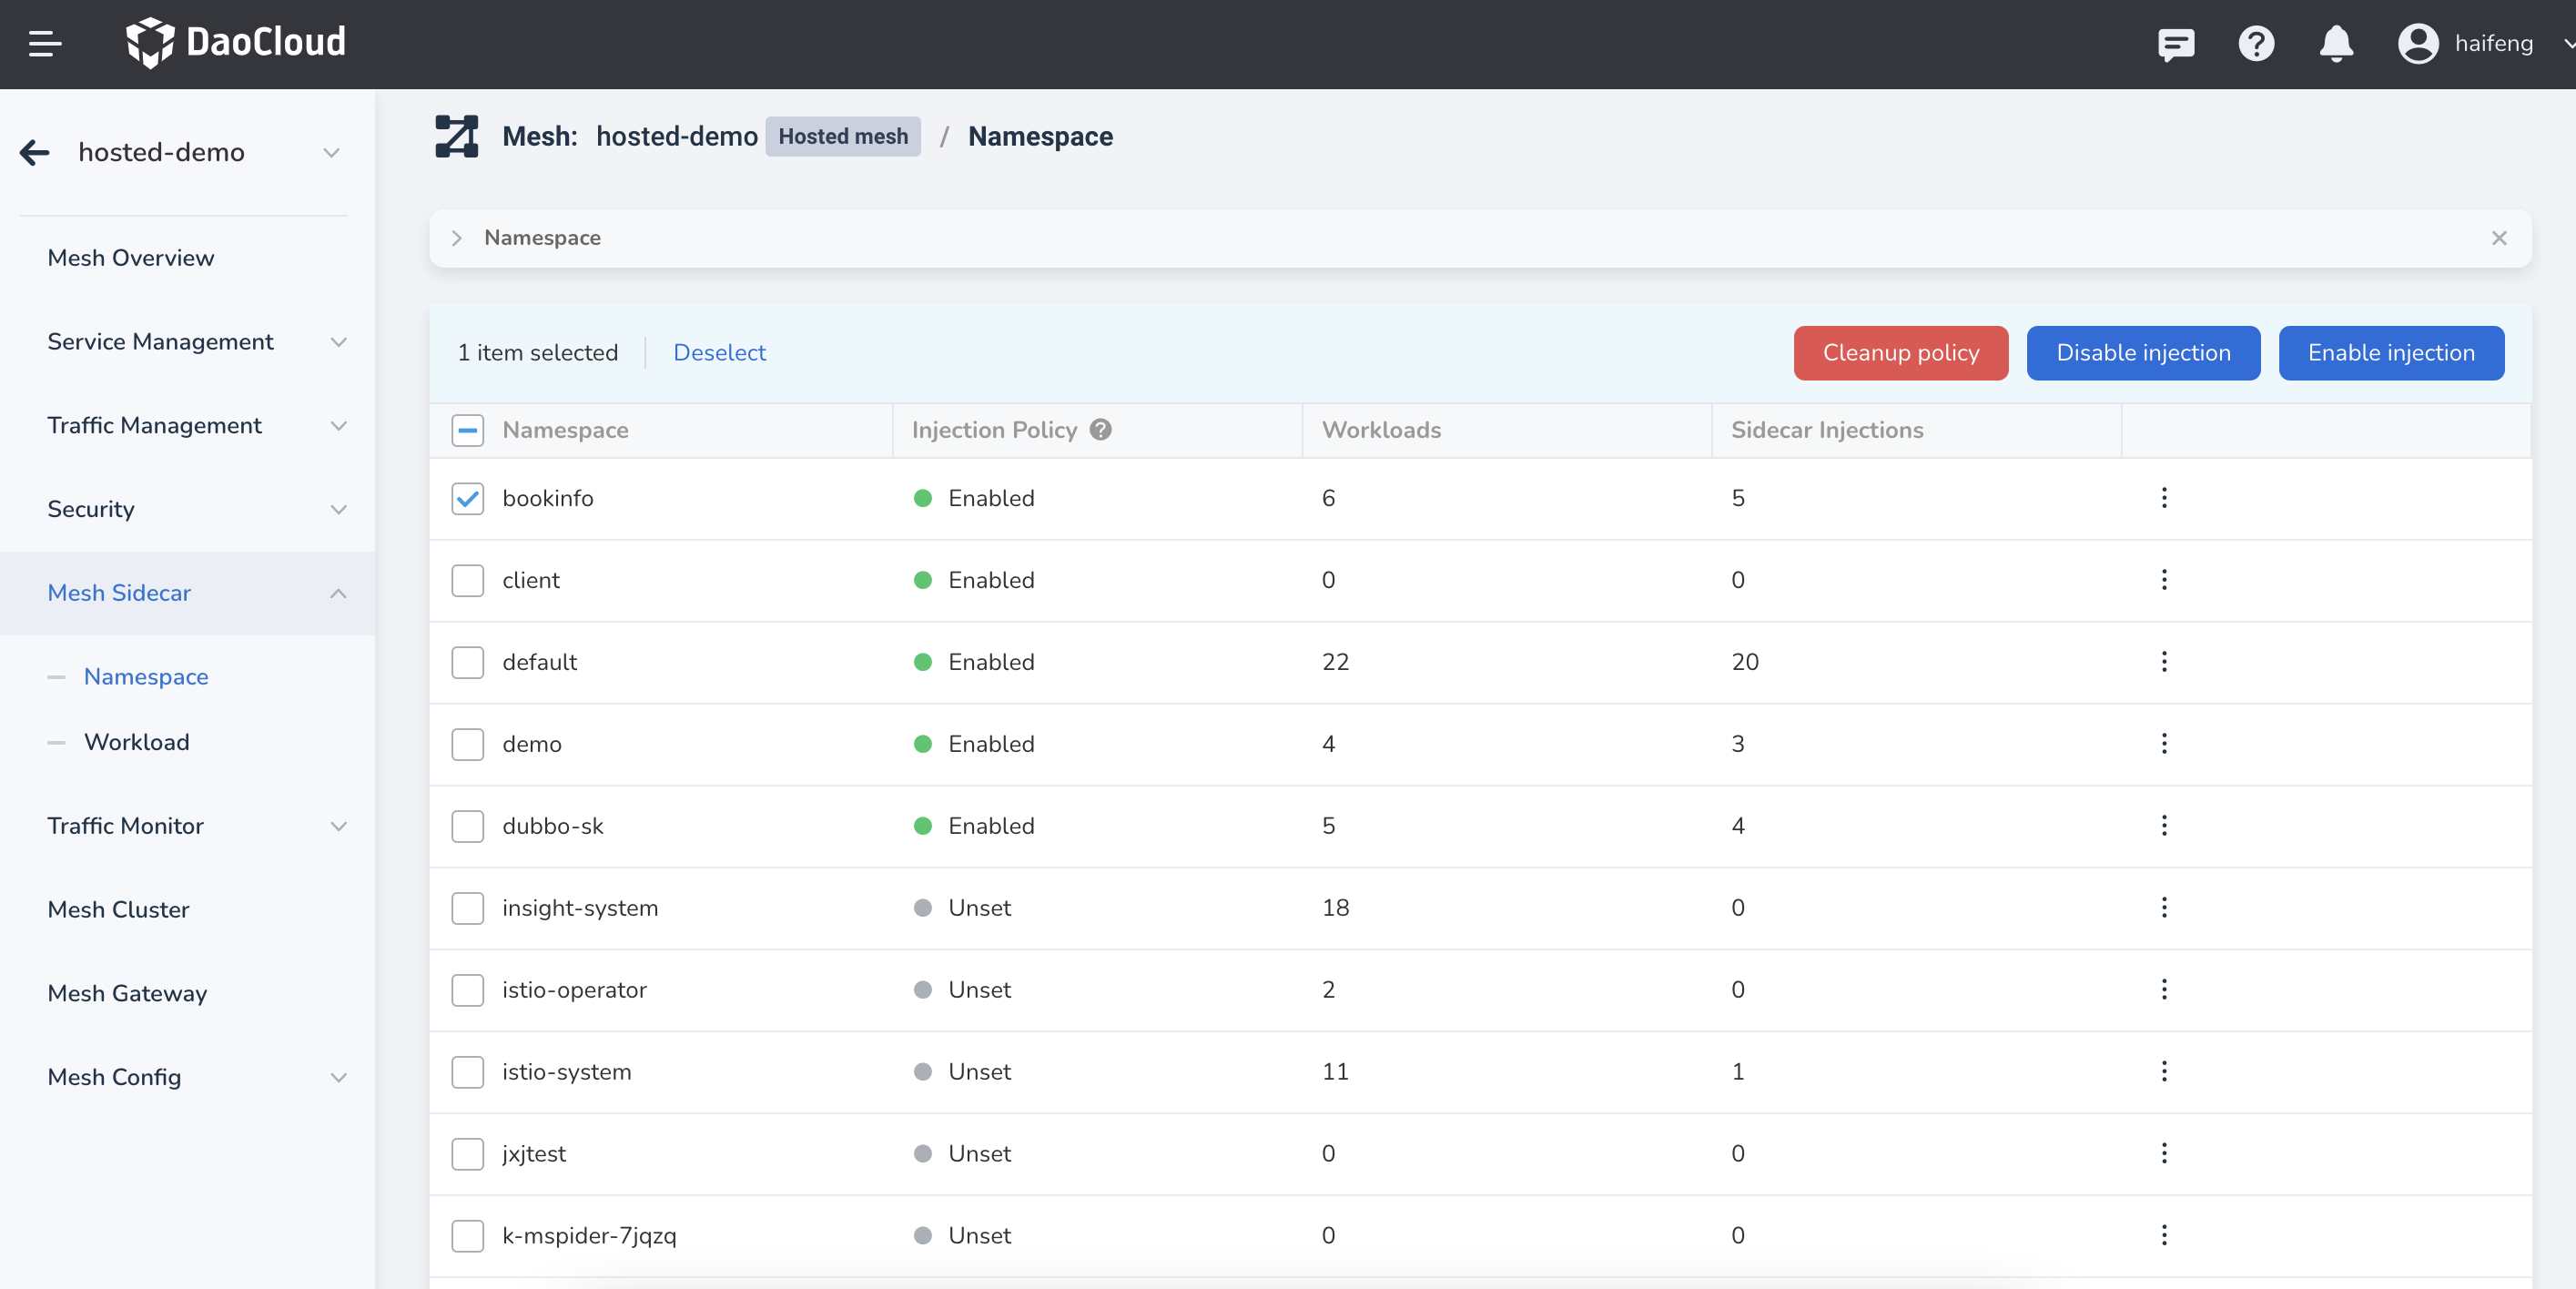 DaoCloud
haifeng
hosted-demo
Mesh Overview
Service Management
Traffic Management
Security
Mesh Sidecar
Namespace
Workload
Traffic Monitor
Mesh Cluster
Mesh Gateway
Mesh Config
Mesh: hosted-demo Hosted mesh / Namespace
Namespace
1 item selected Deselect Cleanup policy Disable injection Enable injection
Namespace Injection Policy Workloads Sidecar Injections
bookinfo Enabled 6 5
client Enabled 0 0
default Enabled 22 20
demo Enabled 4 3
dubbo-sk Enabled 5 4
insight-system Unset 18 0
istio-operator Unset 2 0
istio-system Unset 11 1
jxjtest Unset 0 0
k-mspider-7jqzq Unset 0 0